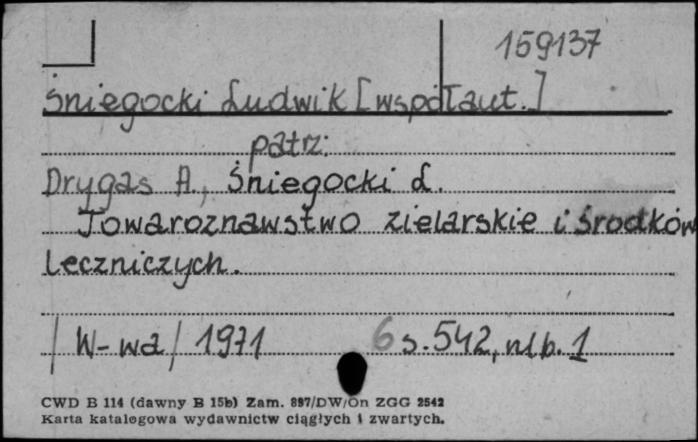 159137
Śniegocki Ludwik [współaut.]
patrz:
Drygas A., Śniegocki L.
Towaroznawstwo zielarskie i środków
leczniczych.
/W-wa/ 1971 6 s. 542, nlb. 1
CWD B 114 (dawny B 15b) Zam. 887/DW/On ZGG 2542
Karta katalogowa wydawnictw ciągłych i zwartych.